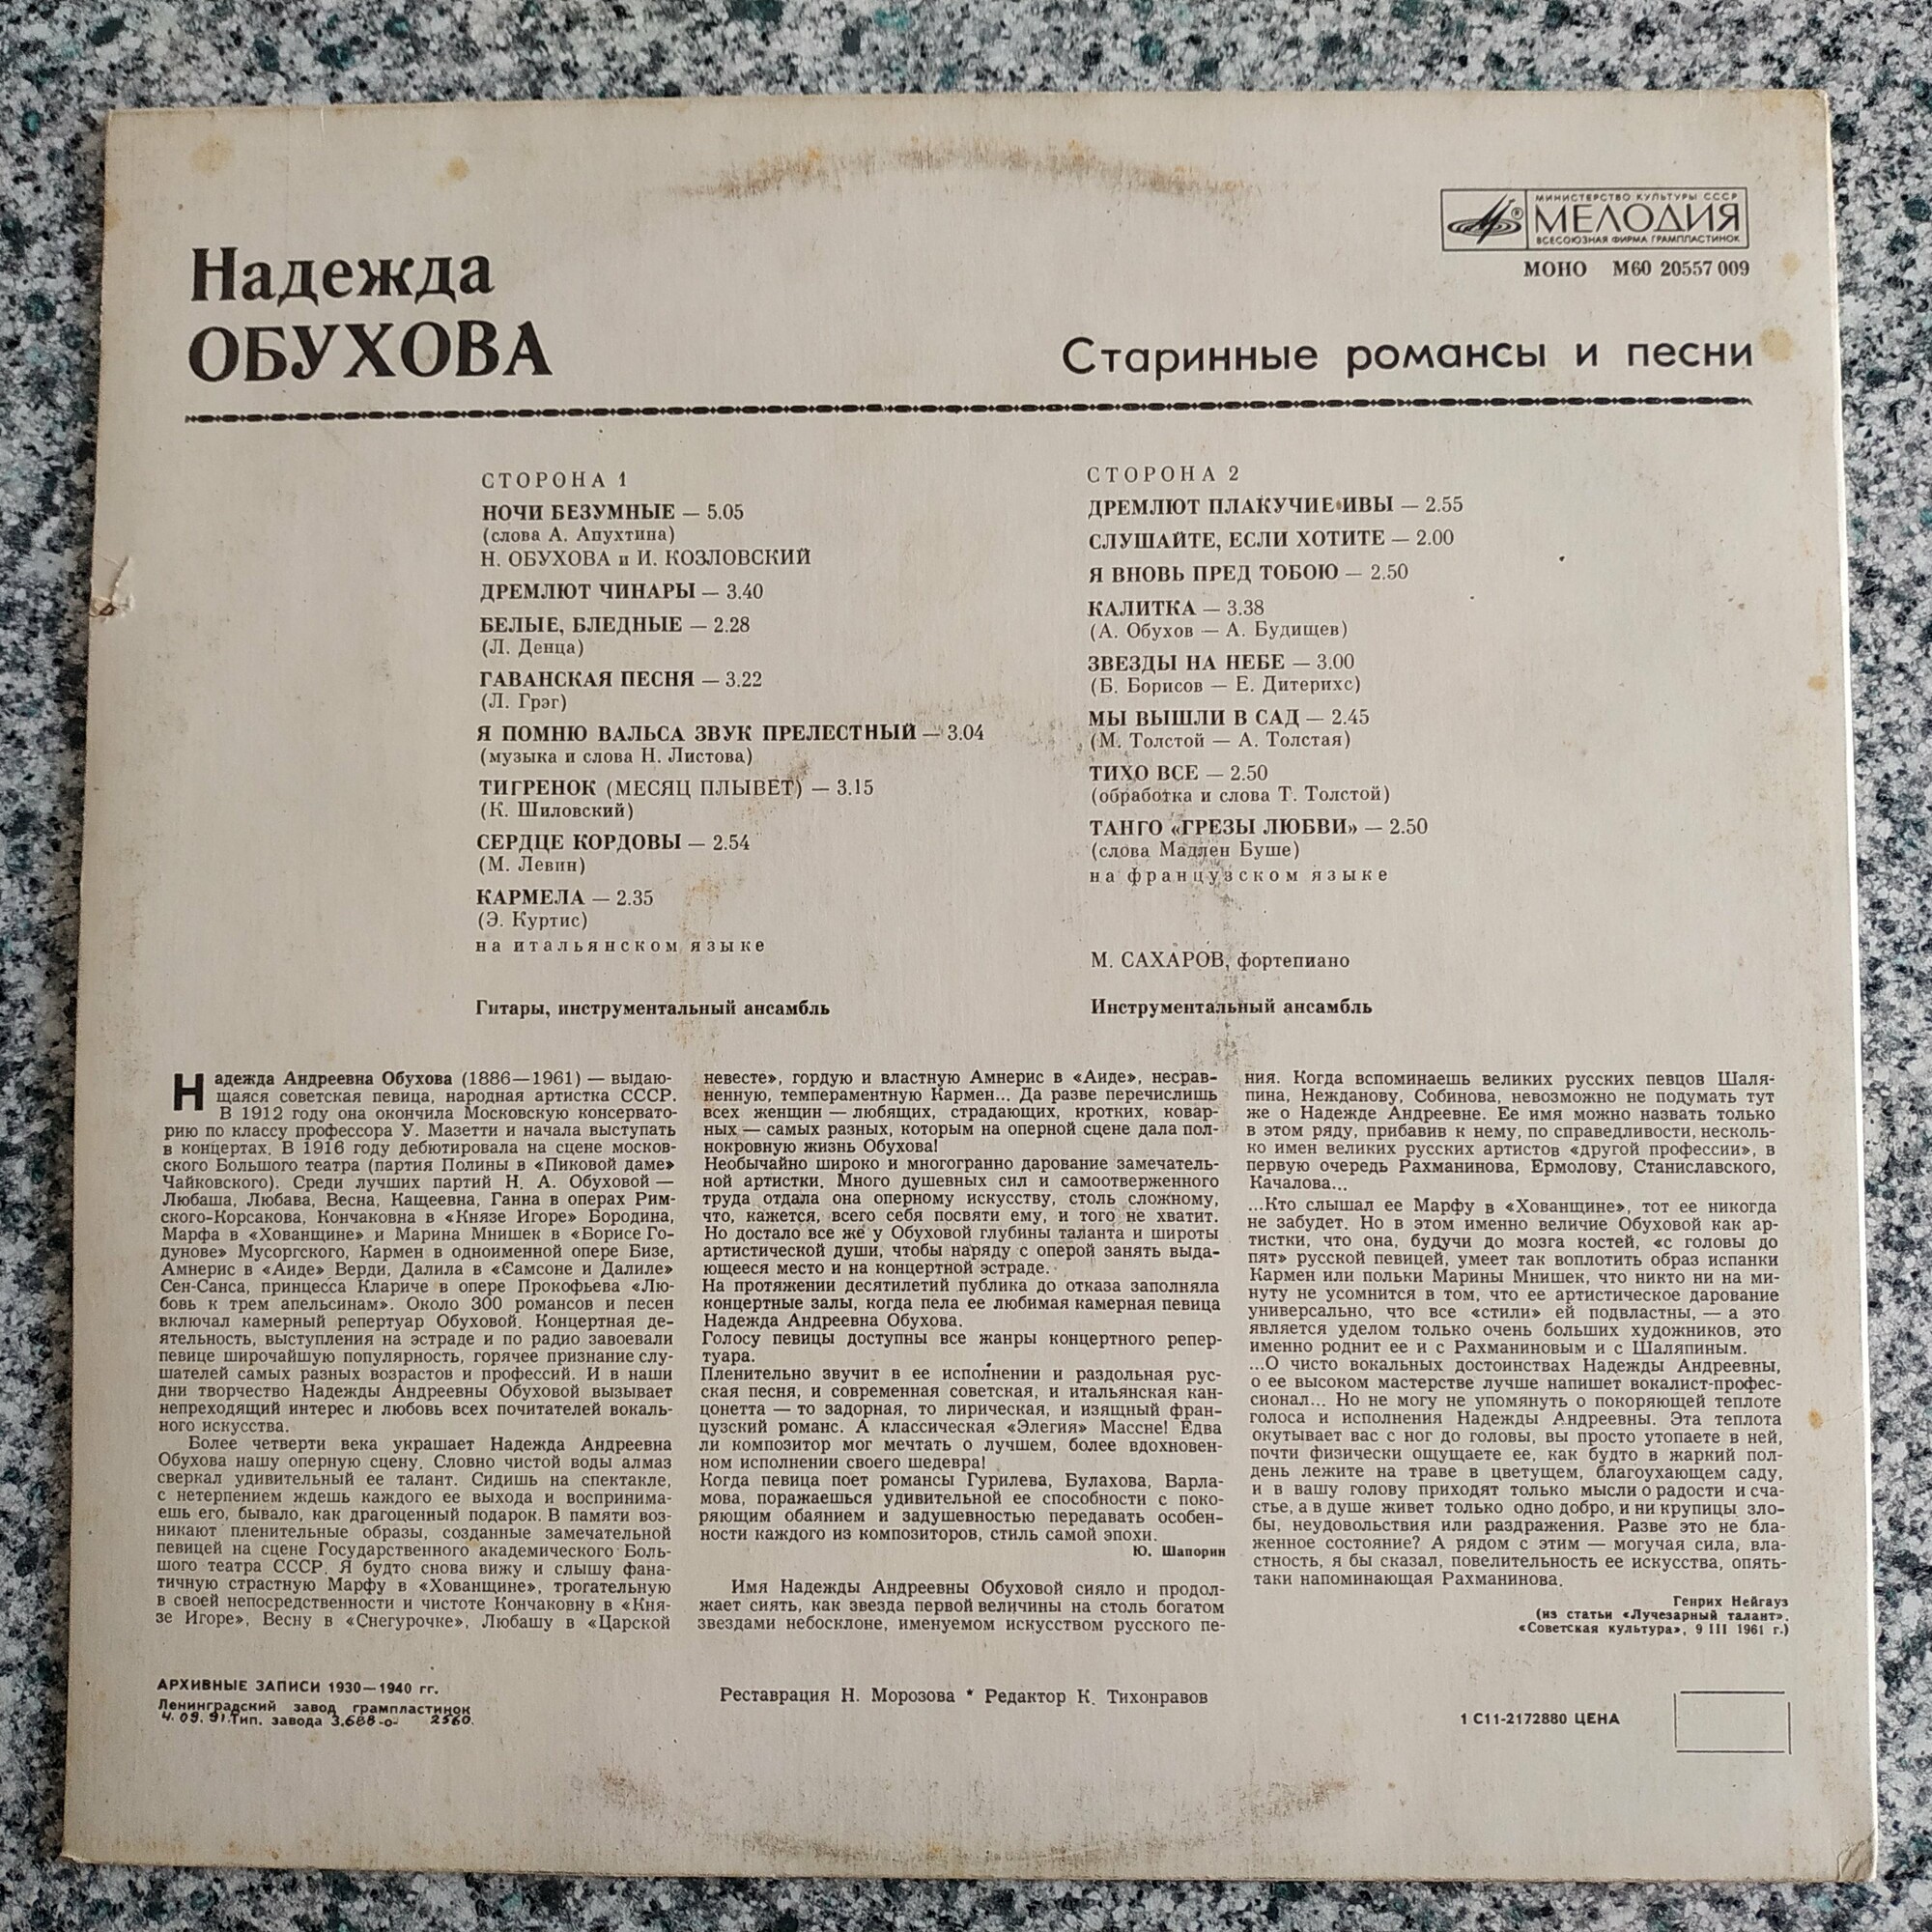 МИНИСТЕРСТВО КУЛЬТУРЫ СССР
МЕЛОДИЯ
ВСЕСОЮЗНАЯ ФИРМА ГРАМПЛАСТИНОК
МОНО М60 20557 009
Надежда
ОБУХОВА
Старинные романсы и песни
СТОРОНА 1
НОЧИ БЕЗУМНЫЕ — 5.05
(слова А. Апухтина)
Н. ОБУХОВА и И. КОЗЛОВСКИЙ
ДРЕМЛЮТ ЧИНАРЫ — 3.40
БЕЛЫЕ, БЛЕДНЫЕ — 2.28
(Л. Денца)
ГАВАНСКАЯ ПЕСНЯ — 3.22
(Л. Грэг)
Я ПОМНЮ ВАЛЬСА ЗВУК ПРЕЛЕСТНЫЙ — 3.04
(музыка и слова Н. Листова)
ТИГРЕНОК (МЕСЯЦ ПЛЫВЕТ) — 3.15
(К. Шиловский)
СЕРДЦЕ КОРДОВЫ — 2.54
(М. Левин)
КАРМЕЛА — 2.35
(Э. Куртис)
на итальянском языке
Гитары, инструментальный ансамбль
СТОРОНА 2
ДРЕМЛЮТ ПЛАКУЧИЕ ИВЫ — 2.55
СЛУШАЙТЕ, ЕСЛИ ХОТИТЕ — 2.00
Я ВНОВЬ ПРЕД ТОБОЮ — 2.50
КАЛИТКА — 3.38
(А. Обухов — А. Будищев)
ЗВЕЗДЫ НА НЕБЕ — 3.00
(Б. Борисов — Е. Дитерихс)
МЫ ВЫШЛИ В САД — 2.45
(М. Толстой — А. Толстая)
ТИХО ВСЕ — 2.50
(обработка и слова Т. Толстой)
ТАНГО «ГРЕЗЫ ЛЮБВИ» — 2.50
(слова Мадлен Буше)
на французском языке
М. САХАРОВ, фортепиано
Инструментальный ансамбль
Надежда Андреевна Обухова (1886—1961) — выдаю-
щаяся советская певица, народная артистка СССР.
В 1912 году она окончила Московскую консервато-
рию по классу профессора У. Мазетти и начала выступать
в концертах. В 1916 году дебютировала на сцене москов-
ского Большого театра (партия Полины в «Пиковой даме»
Чайковского). Среди лучших партий Н. А. Обуховой —
Любаша, Любава, Весна, Кащеевна, Ганна в операх Рим-
ского-Корсакова, Кончаковна в «Князе Игоре» Бородина,
Марфа в «Хованщине» и Марина Мнишек в «Борисе Го-
дунове» Мусоргского, Кармен в одноименной опере Бизе,
Амнерис в «Аиде» Верди, Далила в «Самсоне и Далиле»
Сен-Санса, принцесса Клариче в опере Прокофьева «Лю-
бовь к трем апельсинам». Около 300 романсов и песен
включал камерный репертуар Обуховой. Концертная де-
ятельность, выступления на эстраде и по радио завоевали
певице широчайшую популярность, горячее признание слу-
шателей самых разных возрастов и профессий. И в наши
дни творчество Надежды Андреевны Обуховой вызывает
непреходящий интерес и любовь всех почитателей вокаль-
ного искусства.
Более четверти века украшает Надежда Андреевна
Обухова нашу оперную сцену. Словно чистой воды алмаз
сверкал удивительный ее талант. Сидишь на спектакле,
с нетерпением ждешь каждого ее выхода и воспринима-
ешь его, бывало, как драгоценный подарок. В памяти воз-
никают пленительные образы, созданные замечательной
певицей на сцене Государственного академического Боль-
шого театра СССР. Я будто снова вижу и слышу фана-
тичную страстную Марфу в «Хованщине», трогательную
в своей непосредственности и чистоте Кончаковну в «Кня-
зе Игоре», Весну в «Снегурочке», Любашу в «Царской
невесте», гордую и властную Амнерис в «Аиде», несрав-
ненную, темпераментную Кармен... Да разве перечислишь
всех женщин — любящих, страдающих, кротких, ковар-
ных — самых разных, которым на оперной сцене дала пол-
нокровную жизнь Обухова!
Необычайно широко и многогранно дарование замечатель-
ной артистки. Много душевных сил и самоотверженного
труда отдала она оперному искусству, столь сложному,
что, кажется, всего себя посвяти ему, и того не хватит.
Но достало все же у Обуховой глубины таланта и широты
артистической души, чтобы наряду с оперой занять выда-
ющееся место и на концертной эстраде.
На протяжении десятилетий публика до отказа заполняла
концертные залы, когда пела ее любимая камерная певица
Надежда Андреевна Обухова.
Голосу певицы доступны все жанры концертного репер-
туара.
Пленительно звучит в ее исполнении и раздольная рус-
ская песня, и современная советская, и итальянская кан-
цонетта — то задорная, то лирическая, и изящный фран-
цузский романс. А классическая «Элегия» Массне! Едва
ли композитор мог мечтать о лучшем, более вдохновен-
ном исполнении своего шедевра!
Когда певица поет романсы Гурилева, Булахова, Варла-
мова, поражаешься удивительной ее способности с поко-
ряющим обаянием и задушевностью передавать особен-
ности каждого из композиторов, стиль самой эпохи.
Ю. Шапорин
Имя Надежды Андреевны Обуховой сияло и продол-
жает сиять, как звезда первой величины на столь богатом
звездами небосклоне, именуемом искусством русского пе-
ния. Когда вспоминаешь великих русских певцов Шаля-
пина, Нежданову, Собинова, невозможно не подумать тут
же о Надежде Андреевне. Ее имя можно назвать только
в этом ряду, прибавив к нему, по справедливости, несколь-
ко имен великих русских артистов «другой профессии», в
первую очередь Рахманинова, Ермолову, Станиславского,
Качалова...
...Кто слышал ее Марфу в «Хованщине», тот ее никогда
не забудет. Но в этом именно величие Обуховой как ар-
тистки, что она, будучи до мозга костей, «с головы до
пят» русской певицей, умеет так воплотить образ испанки
Кармен или польки Марины Мнишек, что никто ни на ми-
нуту не усомнится в том, что ее артистическое дарование
универсально, что все «стили» ей подвластны, — а это
является уделом только очень больших художников, это
именно роднит ее и с Рахманиновым и с Шаляпиным.
...О чисто вокальных достоинствах Надежды Андреевны,
о ее высоком мастерстве лучше напишет вокалист-профес-
сионал... Но не могу не упомянуть о покоряющей теплоте
голоса и исполнения Надежды Андреевны. Эта теплота
окутывает вас с ног до головы, вы просто утопаете в ней,
почти физически ощущаете ее, как будто в жаркий пол-
день лежите на траве в цветущем, благоухающем саду,
и в вашу голову приходят только мысли о радости и сча-
стье, а в душе живет только одно добро, и ни крупицы зло-
бы, неудовольствия или раздражения. Разве это не бла-
женное состояние? А рядом с этим — могучая сила, вла-
стность, я бы сказал, повелительность ее искусства, опять-
таки напоминающая Рахманинова.
Генрих Нейгауз
(из статьи «Лучезарный талант».
«Советская культура», 9 III 1961 г.)
АРХИВНЫЕ ЗАПИСИ 1930—1940 гг.
Ленинградский завод грампластинок
4.09.91. Тип. завода З.688-о- 2560.
Реставрация Н. Морозова * Редактор К. Тихонравов
1 С11-2172880 ЦЕНА